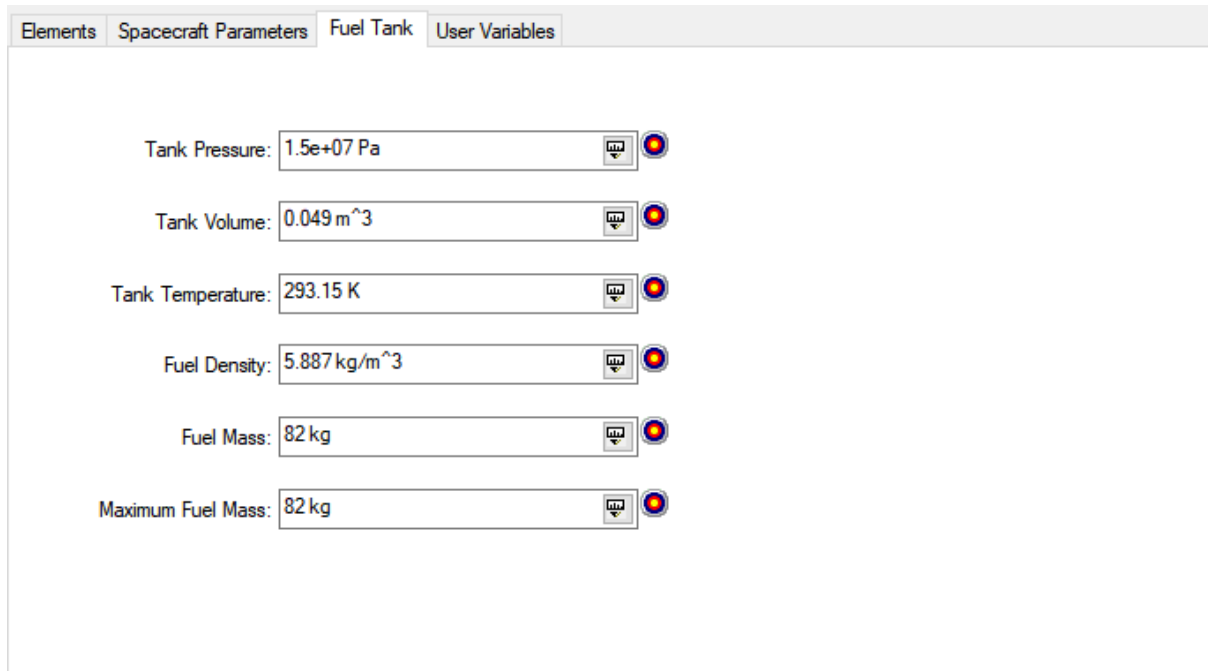 Elements Spacecraft Parameters Fuel Tank User Variables
Tank Pressure: 1.5e+07 Pa
Tank Volume: 0.049 m^3
Tank Temperature: 293.15 K
Fuel Density: 5.887 kg/m^3
Fuel Mass: 82 kg
Maximum Fuel Mass: 82 kg